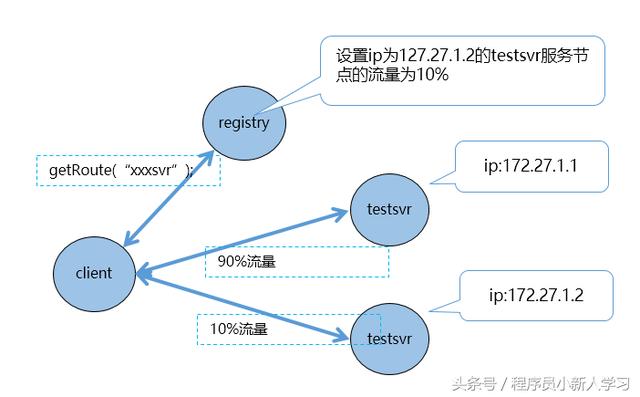 设置ip为127.27.1.2的testsvr服务节
点的流量为10%
registry
getRoute(“xxxsvr”);
ip:172.27.1.1
testsvr
90%流量
client
ip:172.27.1.2
10%流量
testsvr
头条号／程序员小新人学习